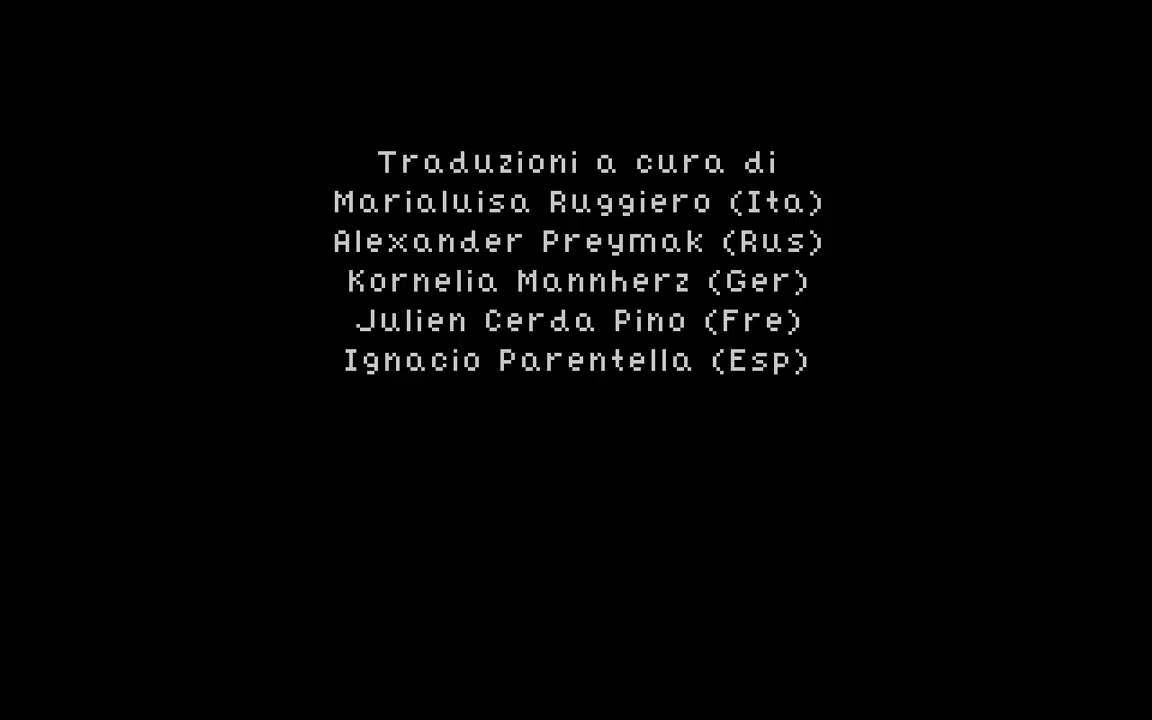 Traduzioni a cura di
Marialuisa Ruggiero (Ita)
Alexander Preymak (Rus)
Kornelia Mannherz (Ger)
Julien Cerda Pino (Fre)
Ignacio Parentella (Esp)